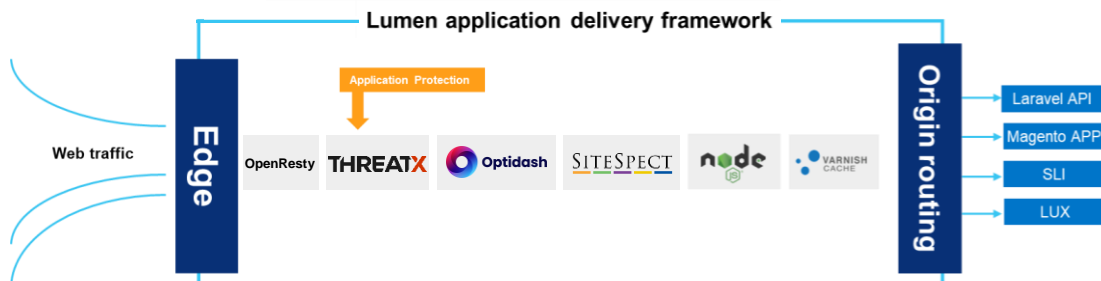 Lumen application delivery framework
Application Protection
Web traffic
Edge
OpenResty
THREATX
Optidash
SITESPECT
node
JS
VARNISH
CACHE
Origin routing
Laravel API
Magento APP
SLI
LUX